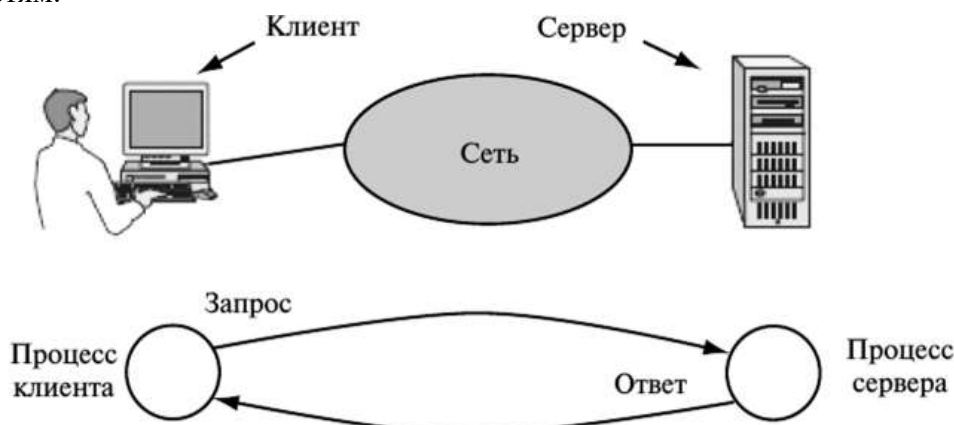 Клиент
Сервер
Сеть
Запрос
Процесс
клиента
Ответ
Процесс
сервера